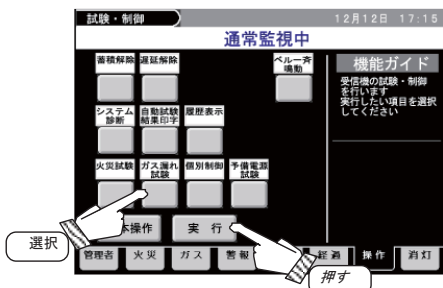 試験・制御
12月12日 17:15
通常監視中
蓄積解除 遅延解除 ベル一斉
鳴動
機能ガイド
受信機の試験・制御
を行います
実行したい項目を選択
してください
システム
診断
自動試験
結果印字
履歴表示
火災試験 ガス漏れ
試験
個別制御 予備電源
試験
本操作 実 行
選択
管理者 火災 ガス 警報 経過 操作 消灯
押す